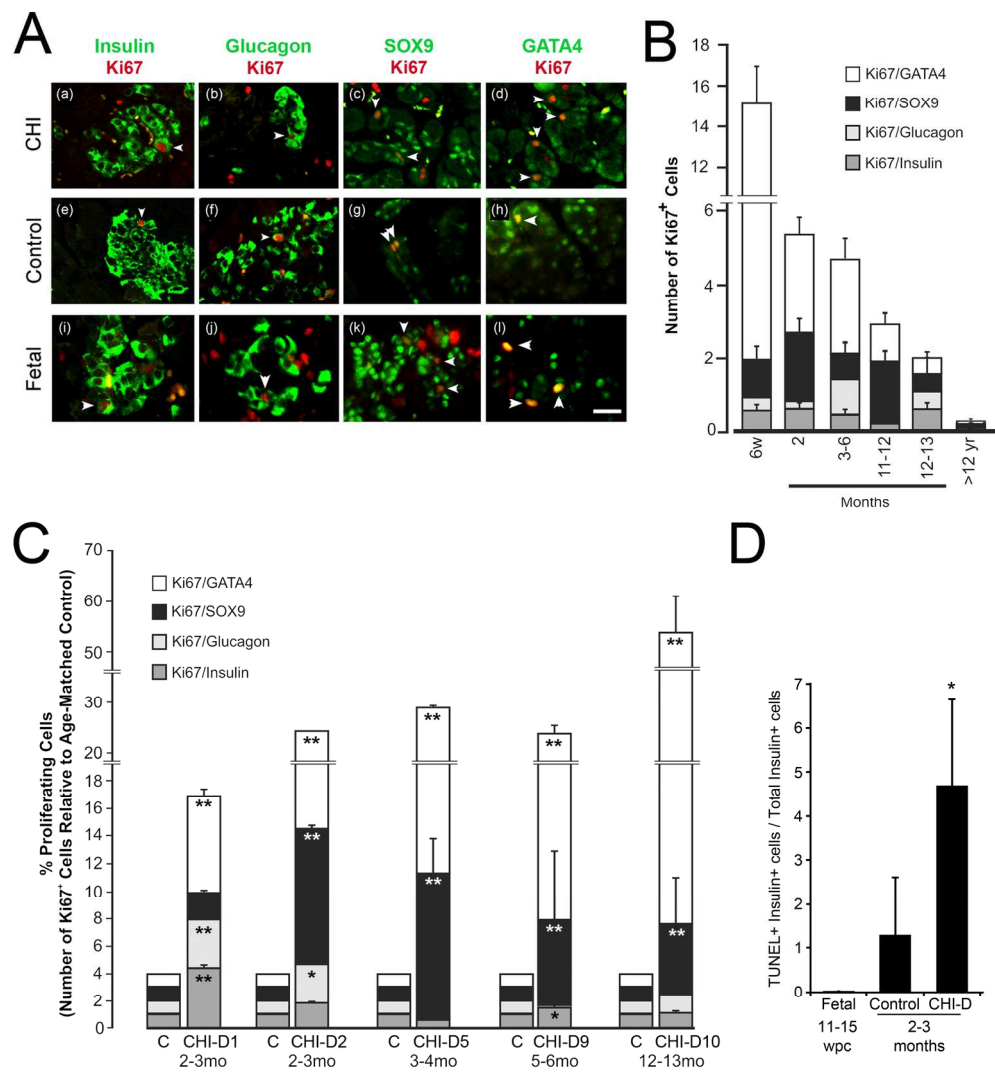 A
Insulin
Ki67
Glucagon
Ki67
SOX9
Ki67
GATA4
Ki67
CHI
(a)
(b)
(c)
(d)
Control
(e)
(f)
(g)
(h)
Fetal
(i)
(j)
(k)
(l)
B
Number of Ki67+ Cells
18
16
14
12
6
4
2
0
Ki67/GATA4
Ki67/SOX9
Ki67/Glucagon
Ki67/Insulin
6w
2
3-6
11-12
12-13
>12 yr
Months
C
% Proliferating Cells
(Number of Ki67+ Cells Relative to Age-Matched Control)
70
60
50
30
20
18
16
14
12
10
8
6
4
2
0
Ki67/GATA4
Ki67/SOX9
Ki67/Glucagon
Ki67/Insulin
**
**
**
**
**
**
*
**
**
**
**
*
**
**
C CHI-D1 C CHI-D2 C CHI-D5 C CHI-D9 C CHI-D10
2-3mo 2-3mo 3-4mo 5-6mo 12-13mo
D
TUNEL+ Insulin+ cells / Total Insulin+ cells
7
6
5
4
3
2
1
0
*
Fetal Control CHI-D
11-15 2-3
wpc months